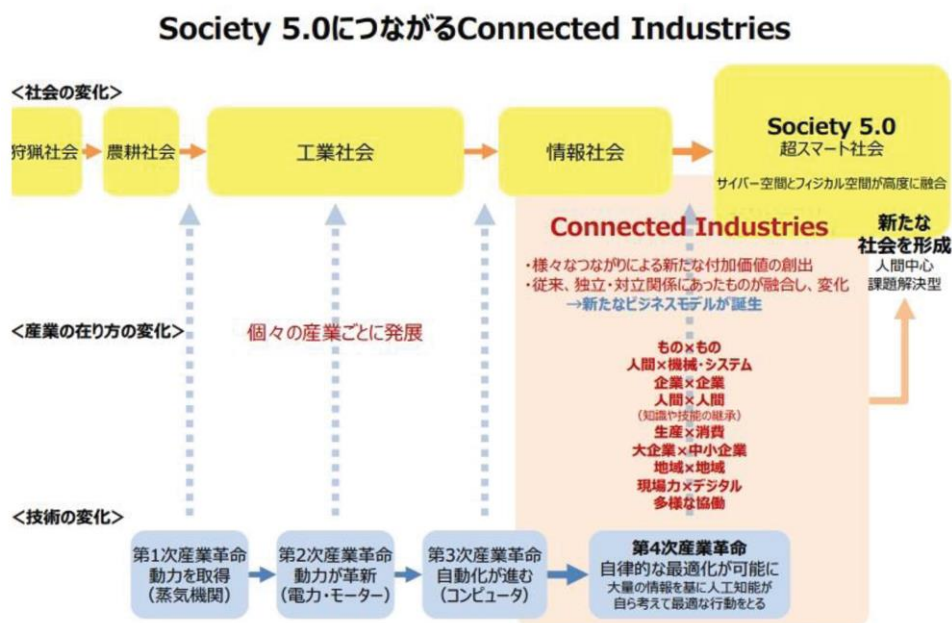 Society 5.0につながるConnected Industries
<社会の変化>
狩猟社会
農耕社会
工業社会
情報社会
Society 5.0
超スマート社会
サイバー空間とフィジカル空間が高度に融合
Connected Industries
・様々なつながりによる新たな付加価値の創出
・従来、独立・対立関係にあったものが融合し、変化
→新たなビジネスモデルが誕生
新たな
社会を形成
人間中心
課題解決型
<産業の在り方の変化>
個々の産業ごとに発展
もの×もの
人間×機械・システム
企業×企業
人間×人間
(知識や技能の継承)
生産×消費
大企業×中小企業
地域×地域
現場力×デジタル
多様な協働
<技術の変化>
第1次産業革命
動力を取得
(蒸気機関)
第2次産業革命
動力が革新
(電力・モーター)
第3次産業革命
自動化が進む
(コンピュータ)
第4次産業革命
自律的な最適化が可能に
大量の情報を基に人工知能が
自ら考えて最適な行動をとる